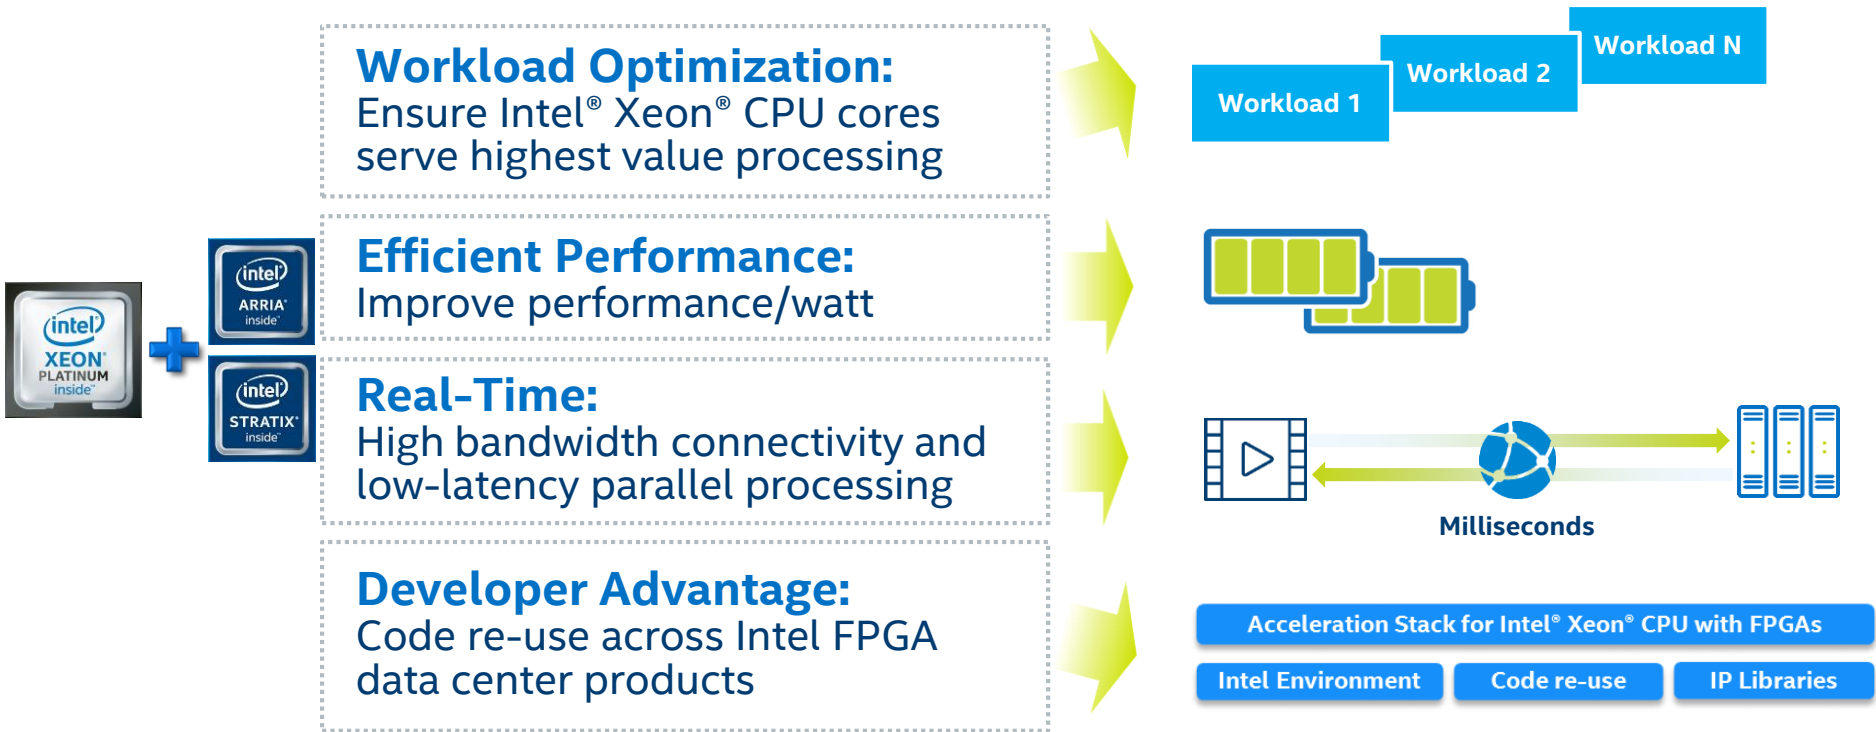 Workload Optimization:
Ensure Intel® Xeon® CPU cores
serve highest value processing
Workload 1
Workload 2
Workload N
intel
XEON®
PLATINUM
inside™
intel
ARRIA®
inside™
intel
STRATIX®
inside™
Efficient Performance:
Improve performance/watt
Real-Time:
High bandwidth connectivity and
low-latency parallel processing
Milliseconds
Developer Advantage:
Code re-use across Intel FPGA
data center products
Acceleration Stack for Intel® Xeon® CPU with FPGAs
Intel Environment
Code re-use
IP Libraries